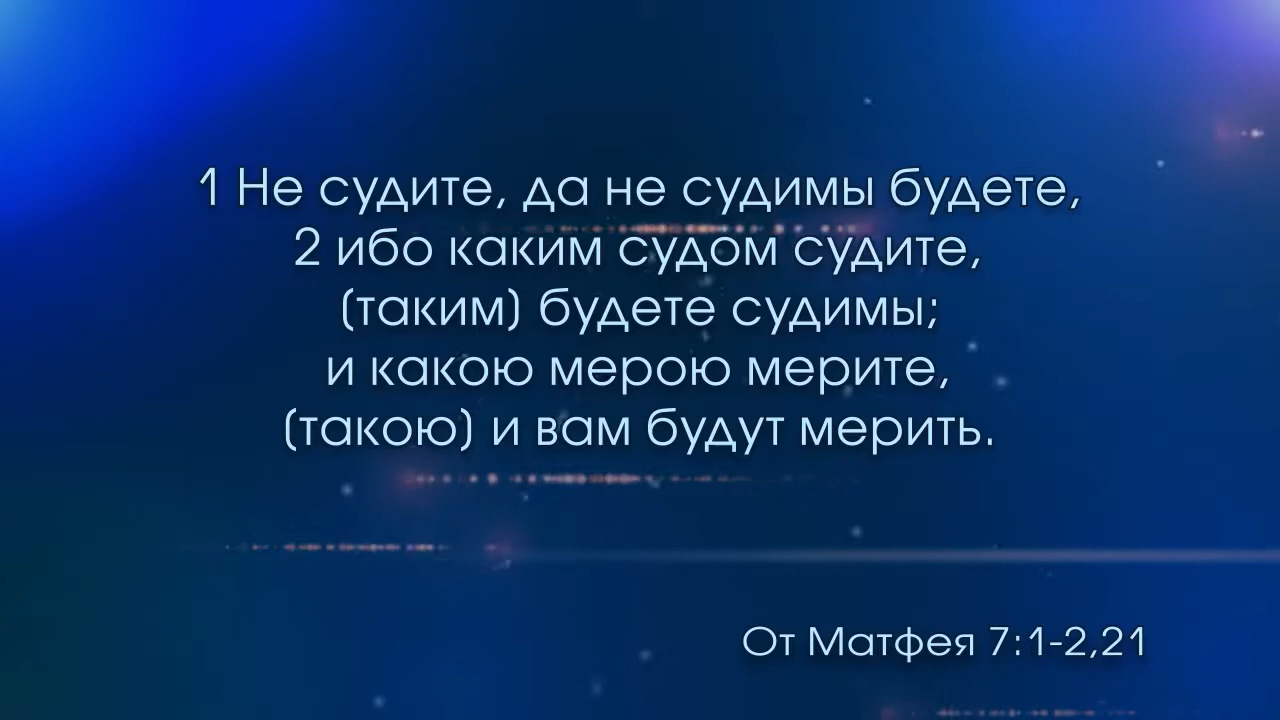 1 Не судите, да не судимы будете,
2 ибо каким судом судите,
(таким) будете судимы;
и какою мерою мерите,
(такою) и вам будут мерить.
От Матфея 7:1-2,21